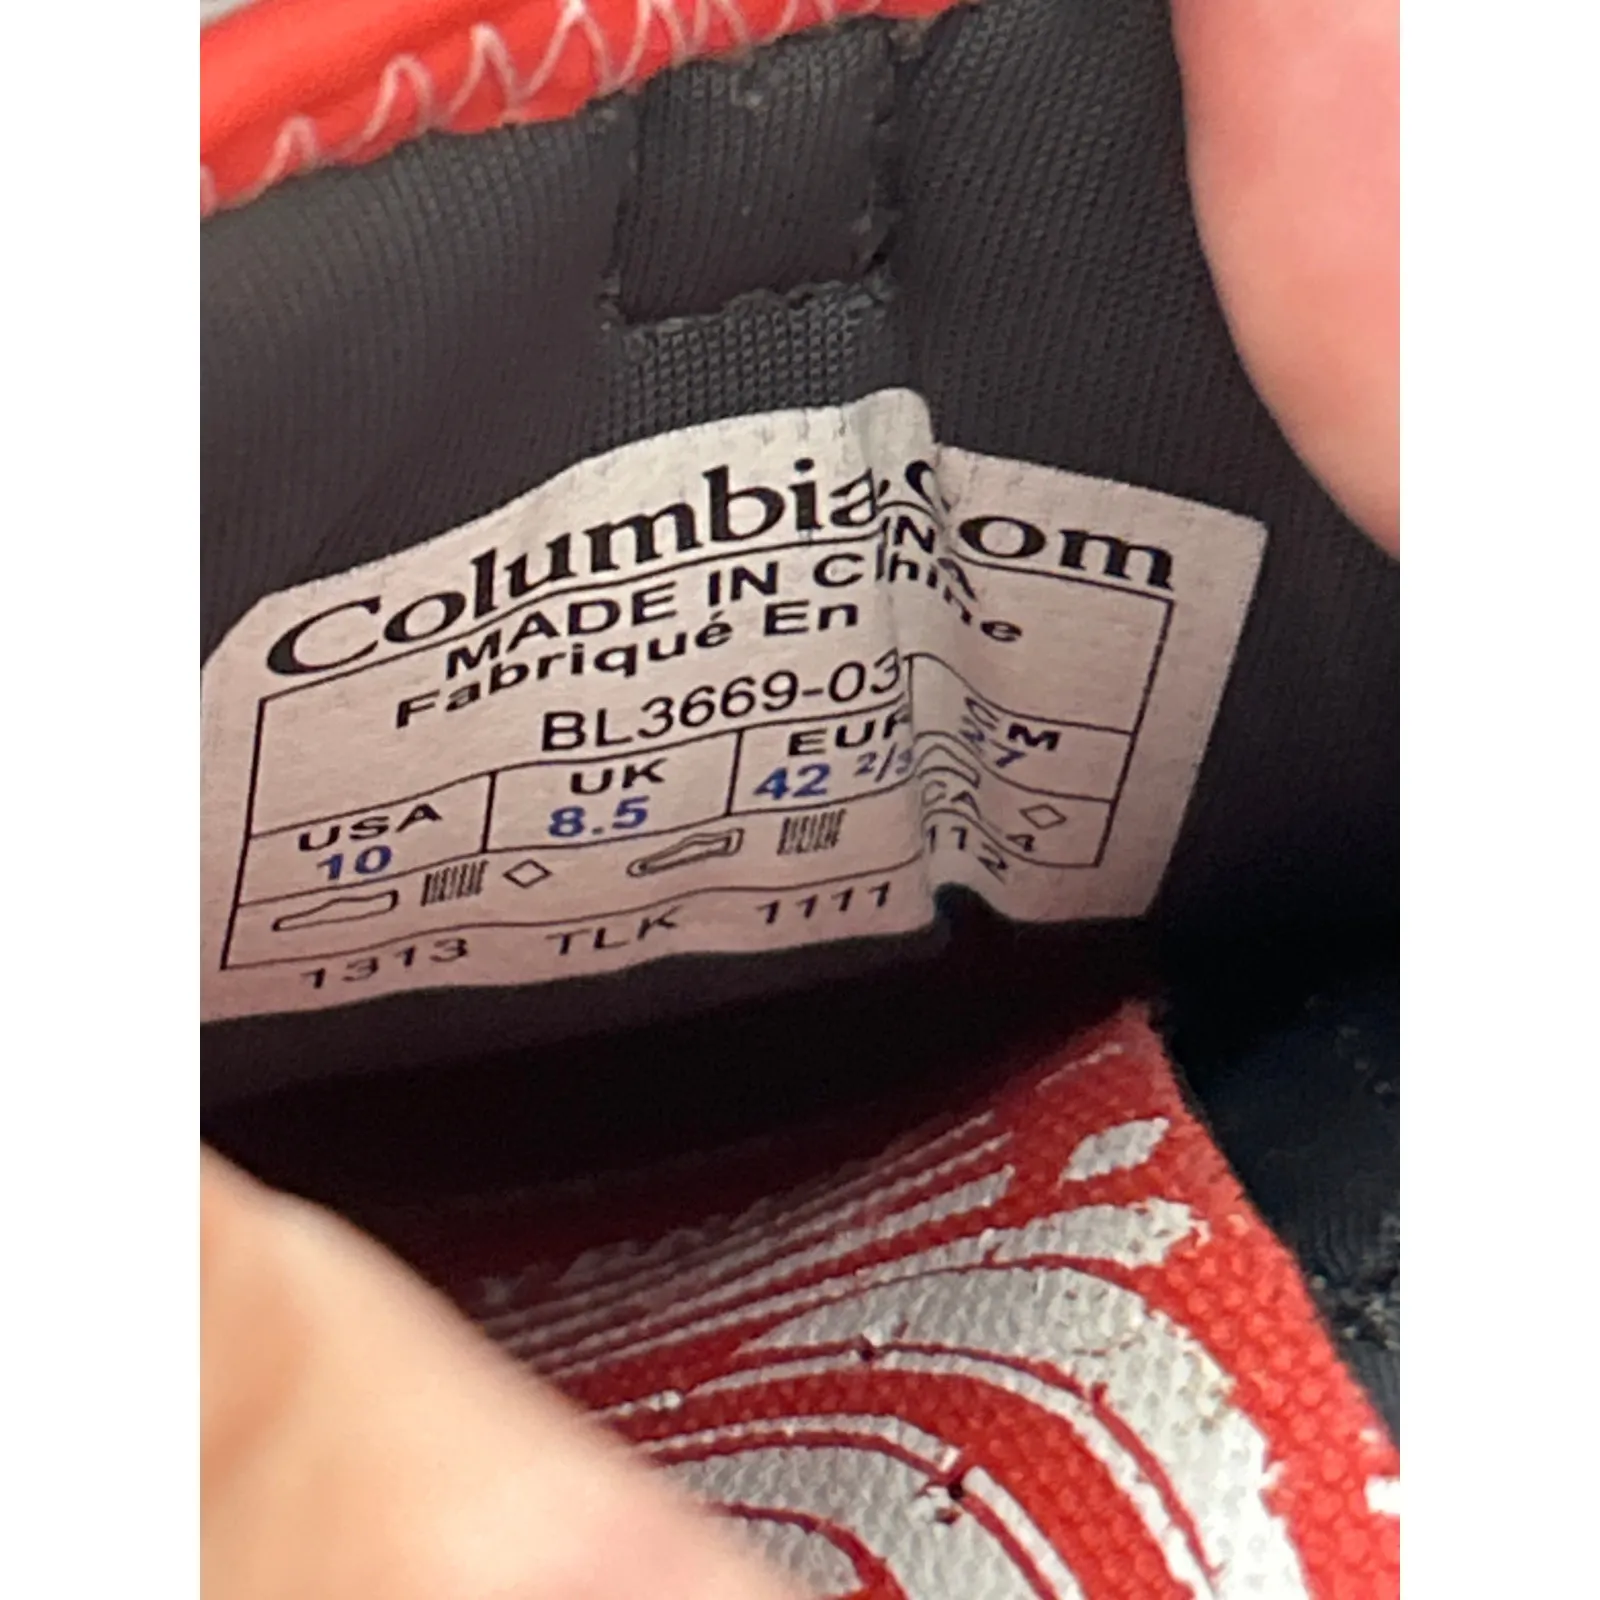 Columbia.com
MADE IN CHINA
Fabriqué En Chine
BL3669-03
USA UK EUR CM
10 8.5 42 2/3
1313 TLK 1111